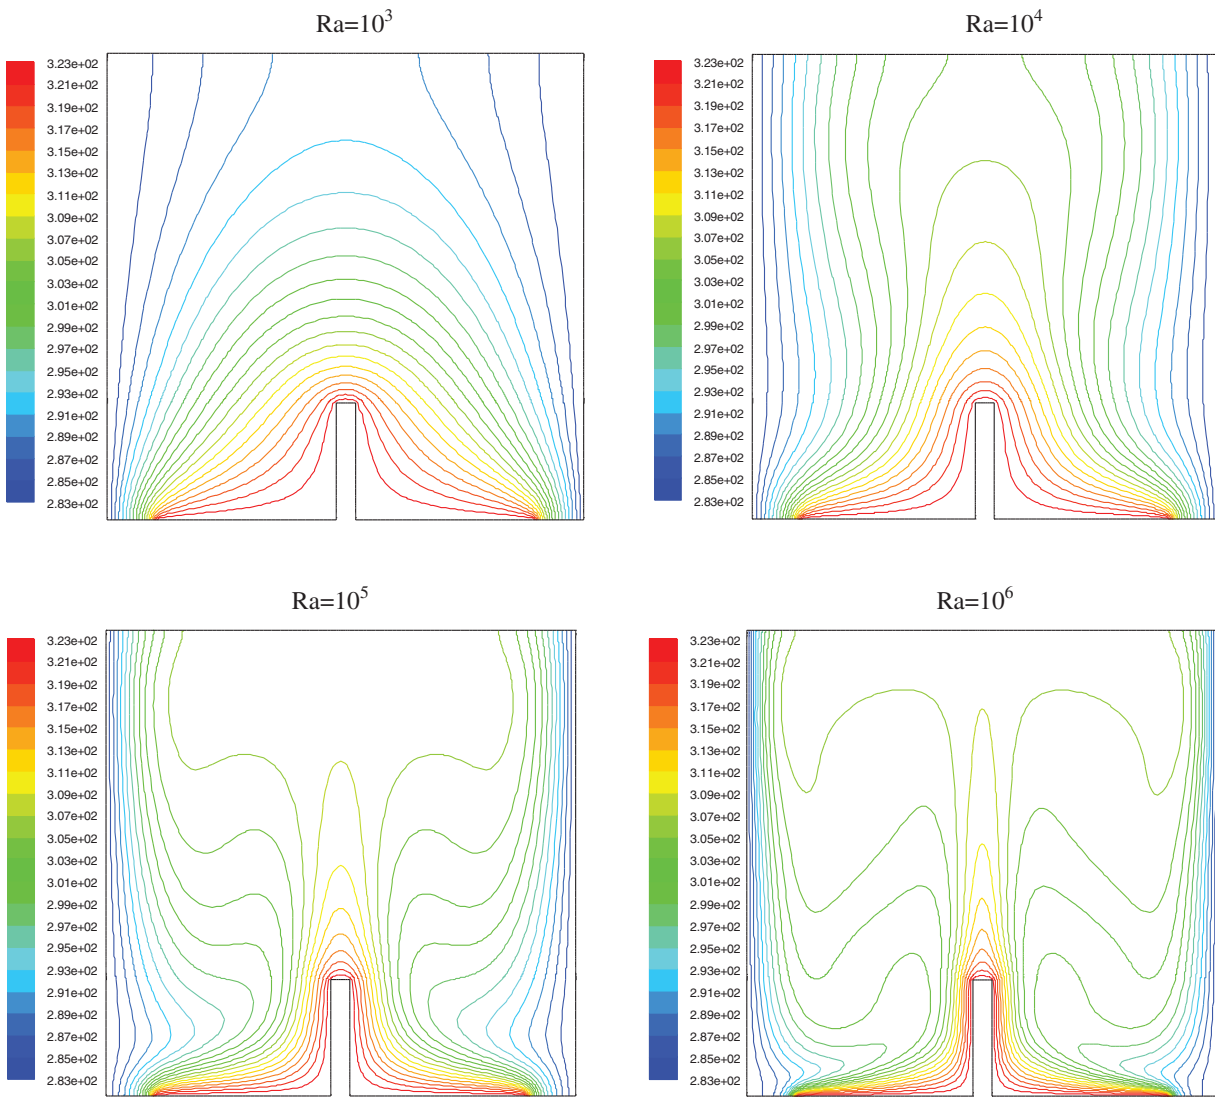 Ra=10³
3.23e+02
3.21e+02
3.19e+02
3.17e+02
3.15e+02
3.13e+02
3.11e+02
3.09e+02
3.07e+02
3.05e+02
3.03e+02
3.01e+02
2.99e+02
2.97e+02
2.95e+02
2.93e+02
2.91e+02
2.89e+02
2.87e+02
2.85e+02
2.83e+02
Ra=10⁴
3.23e+02
3.21e+02
3.19e+02
3.17e+02
3.15e+02
3.13e+02
3.11e+02
3.09e+02
3.07e+02
3.05e+02
3.03e+02
3.01e+02
2.99e+02
2.97e+02
2.95e+02
2.93e+02
2.91e+02
2.89e+02
2.87e+02
2.85e+02
2.83e+02
Ra=10⁵
3.23e+02
3.21e+02
3.19e+02
3.17e+02
3.15e+02
3.13e+02
3.11e+02
3.09e+02
3.07e+02
3.05e+02
3.03e+02
3.01e+02
2.99e+02
2.97e+02
2.95e+02
2.93e+02
2.91e+02
2.89e+02
2.87e+02
2.85e+02
2.83e+02
Ra=10⁶
3.23e+02
3.21e+02
3.19e+02
3.17e+02
3.15e+02
3.13e+02
3.11e+02
3.09e+02
3.07e+02
3.05e+02
3.03e+02
3.01e+02
2.99e+02
2.97e+02
2.95e+02
2.93e+02
2.91e+02
2.89e+02
2.87e+02
2.85e+02
2.83e+02